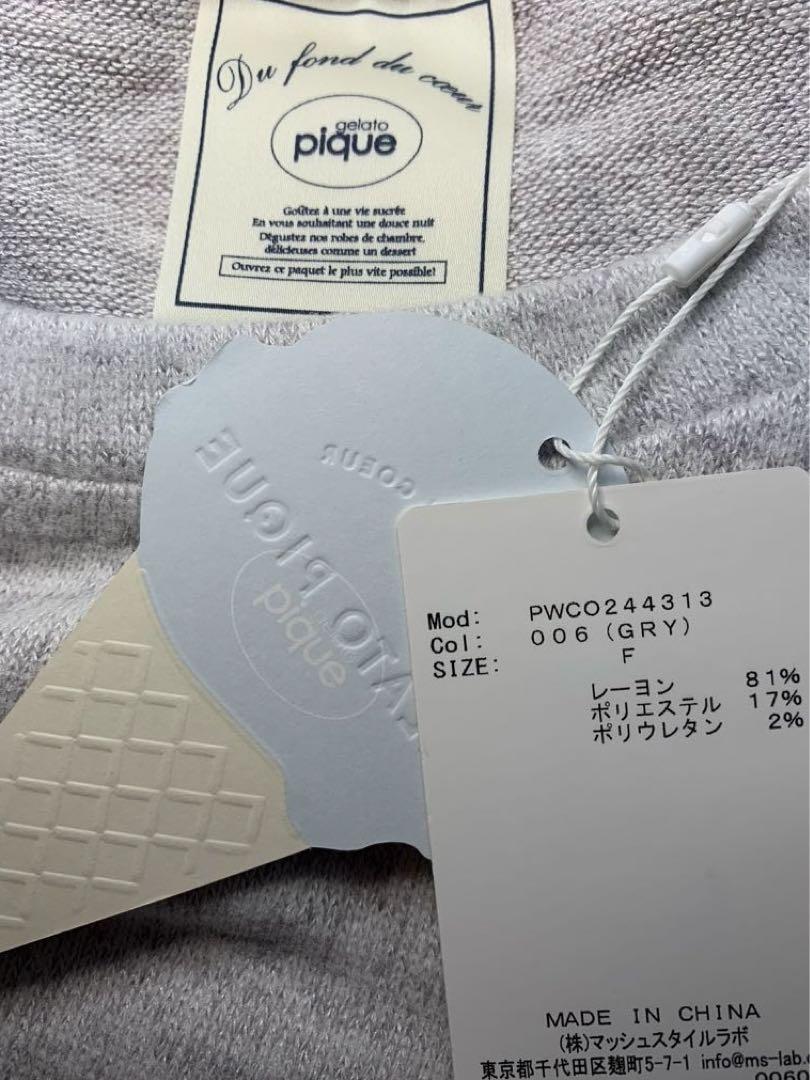 Du fond du cœur
gelato
pique
Goûtez à une vie sucrée
En vous souhaitant une douce nuit
Dégustez nos robes de chambre,
délicieuses comme un dessert
Ouvrez ce paquet le plus vite possible!
COEUR
PIQUE
pique
Mod: PWCO244313
Col: 006 (GRY)
SIZE: F
レーヨン 81%
ポリエステル 17%
ポリウレタン 2%
MADE IN CHINA
(株)マッシュスタイルラボ
東京都千代田区麹町5-7-1 info@ms-lab.